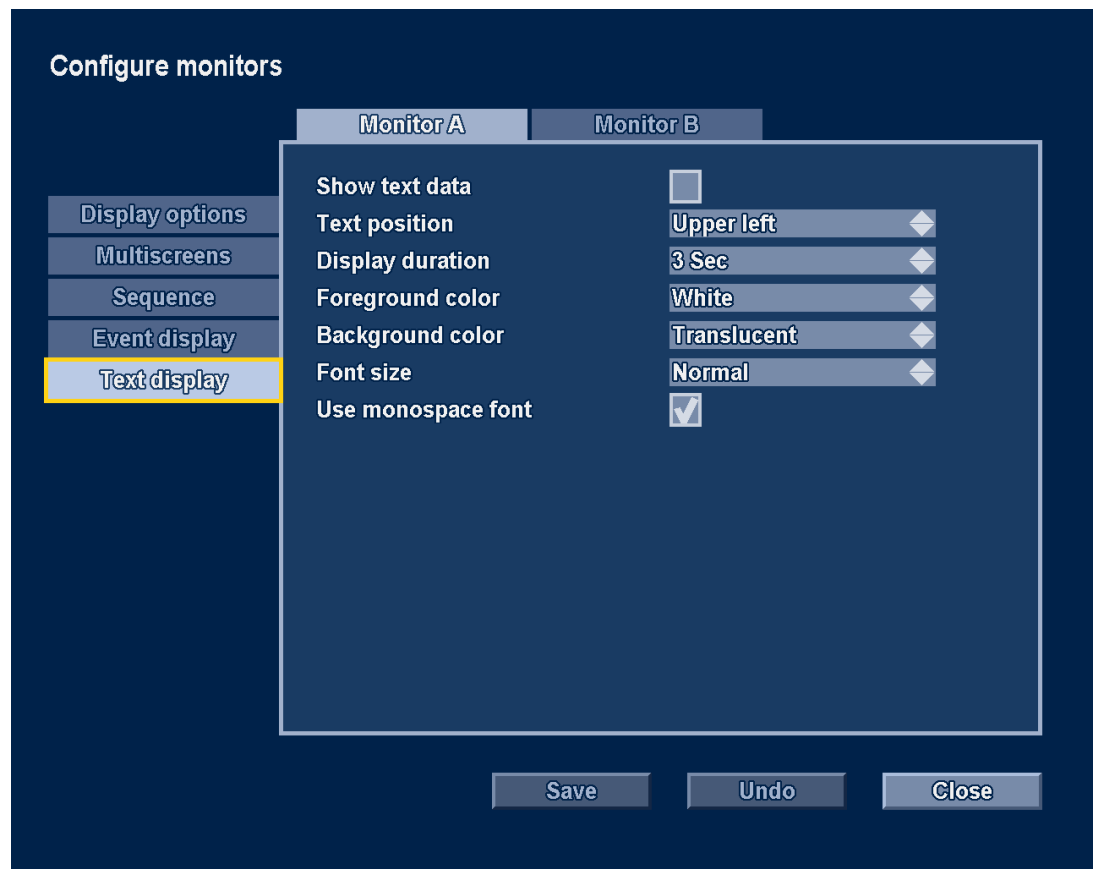 Configure monitors
Monitor A Monitor B
Display options
Multiscreens
Sequence
Event display
Text display
Show text data
Text position Upper left
Display duration 3 Sec
Foreground color White
Background color Translucent
Font size Normal
Use monospace font
Save Undo Close